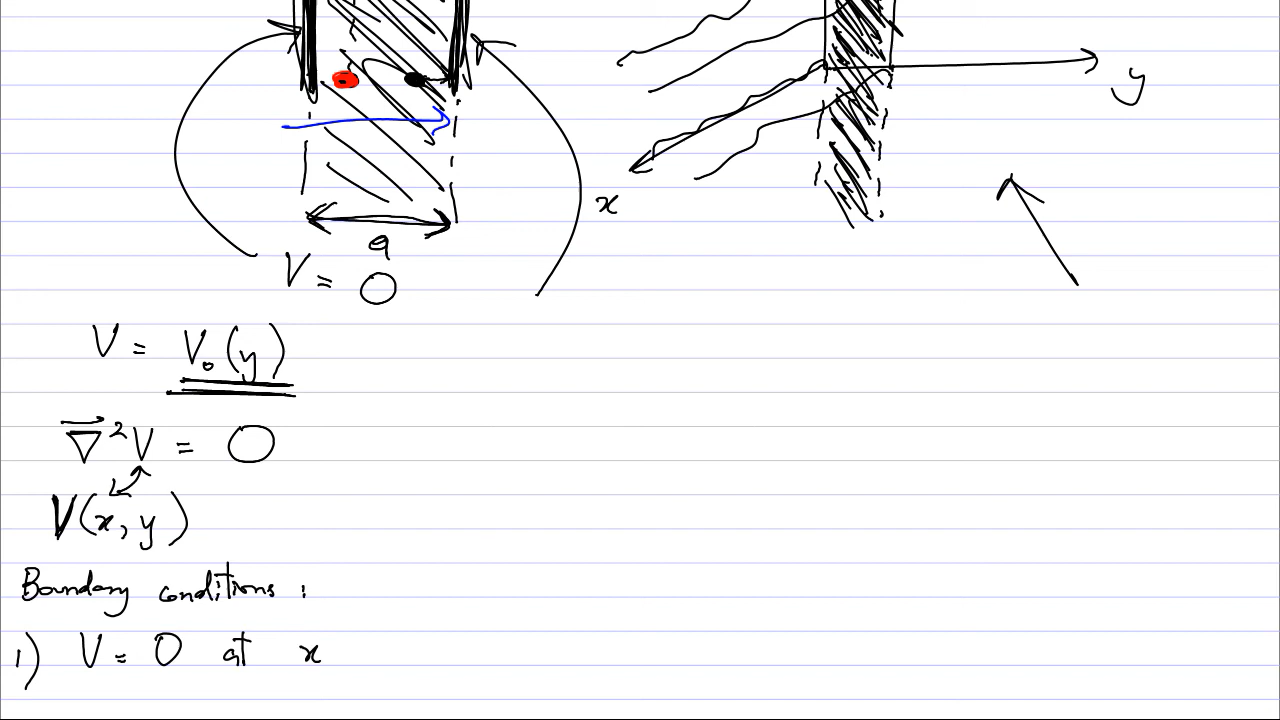 y
x
a
V = 0
V = V₀(y)
∇⃗²V = 0
V(x, y)
Boundary conditions :
1) V = 0 at x